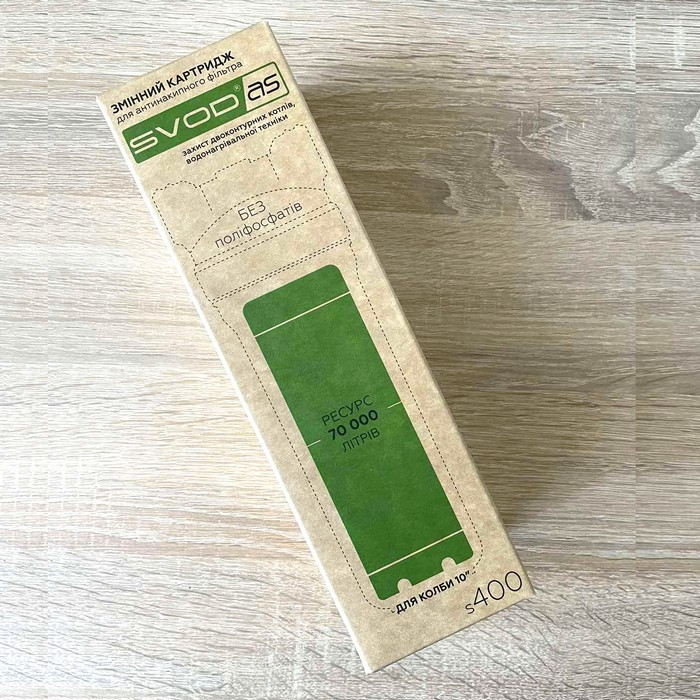 ЗМІННИЙ КАРТРИДЖ
для антинакипного фільтра
SVOD® as
захист двоконтурних котлів,
водонагрівальної техніки
БЕЗ
поліфосфатів
РЕСУРС
70 000
ЛІТРІВ
ДЛЯ КОЛБИ 10"
s400